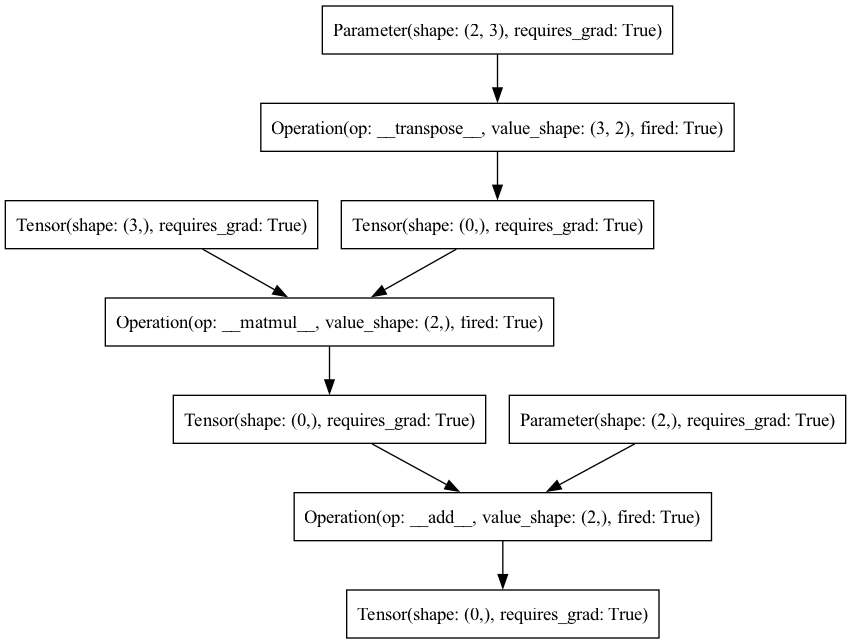 Parameter(shape: (2, 3), requires_grad: True)
Operation(op: __transpose__, value_shape: (3, 2), fired: True)
Tensor(shape: (3,), requires_grad: True)
Tensor(shape: (0,), requires_grad: True)
Operation(op: __matmul__, value_shape: (2,), fired: True)
Tensor(shape: (0,), requires_grad: True)
Parameter(shape: (2,), requires_grad: True)
Operation(op: __add__, value_shape: (2,), fired: True)
Tensor(shape: (0,), requires_grad: True)